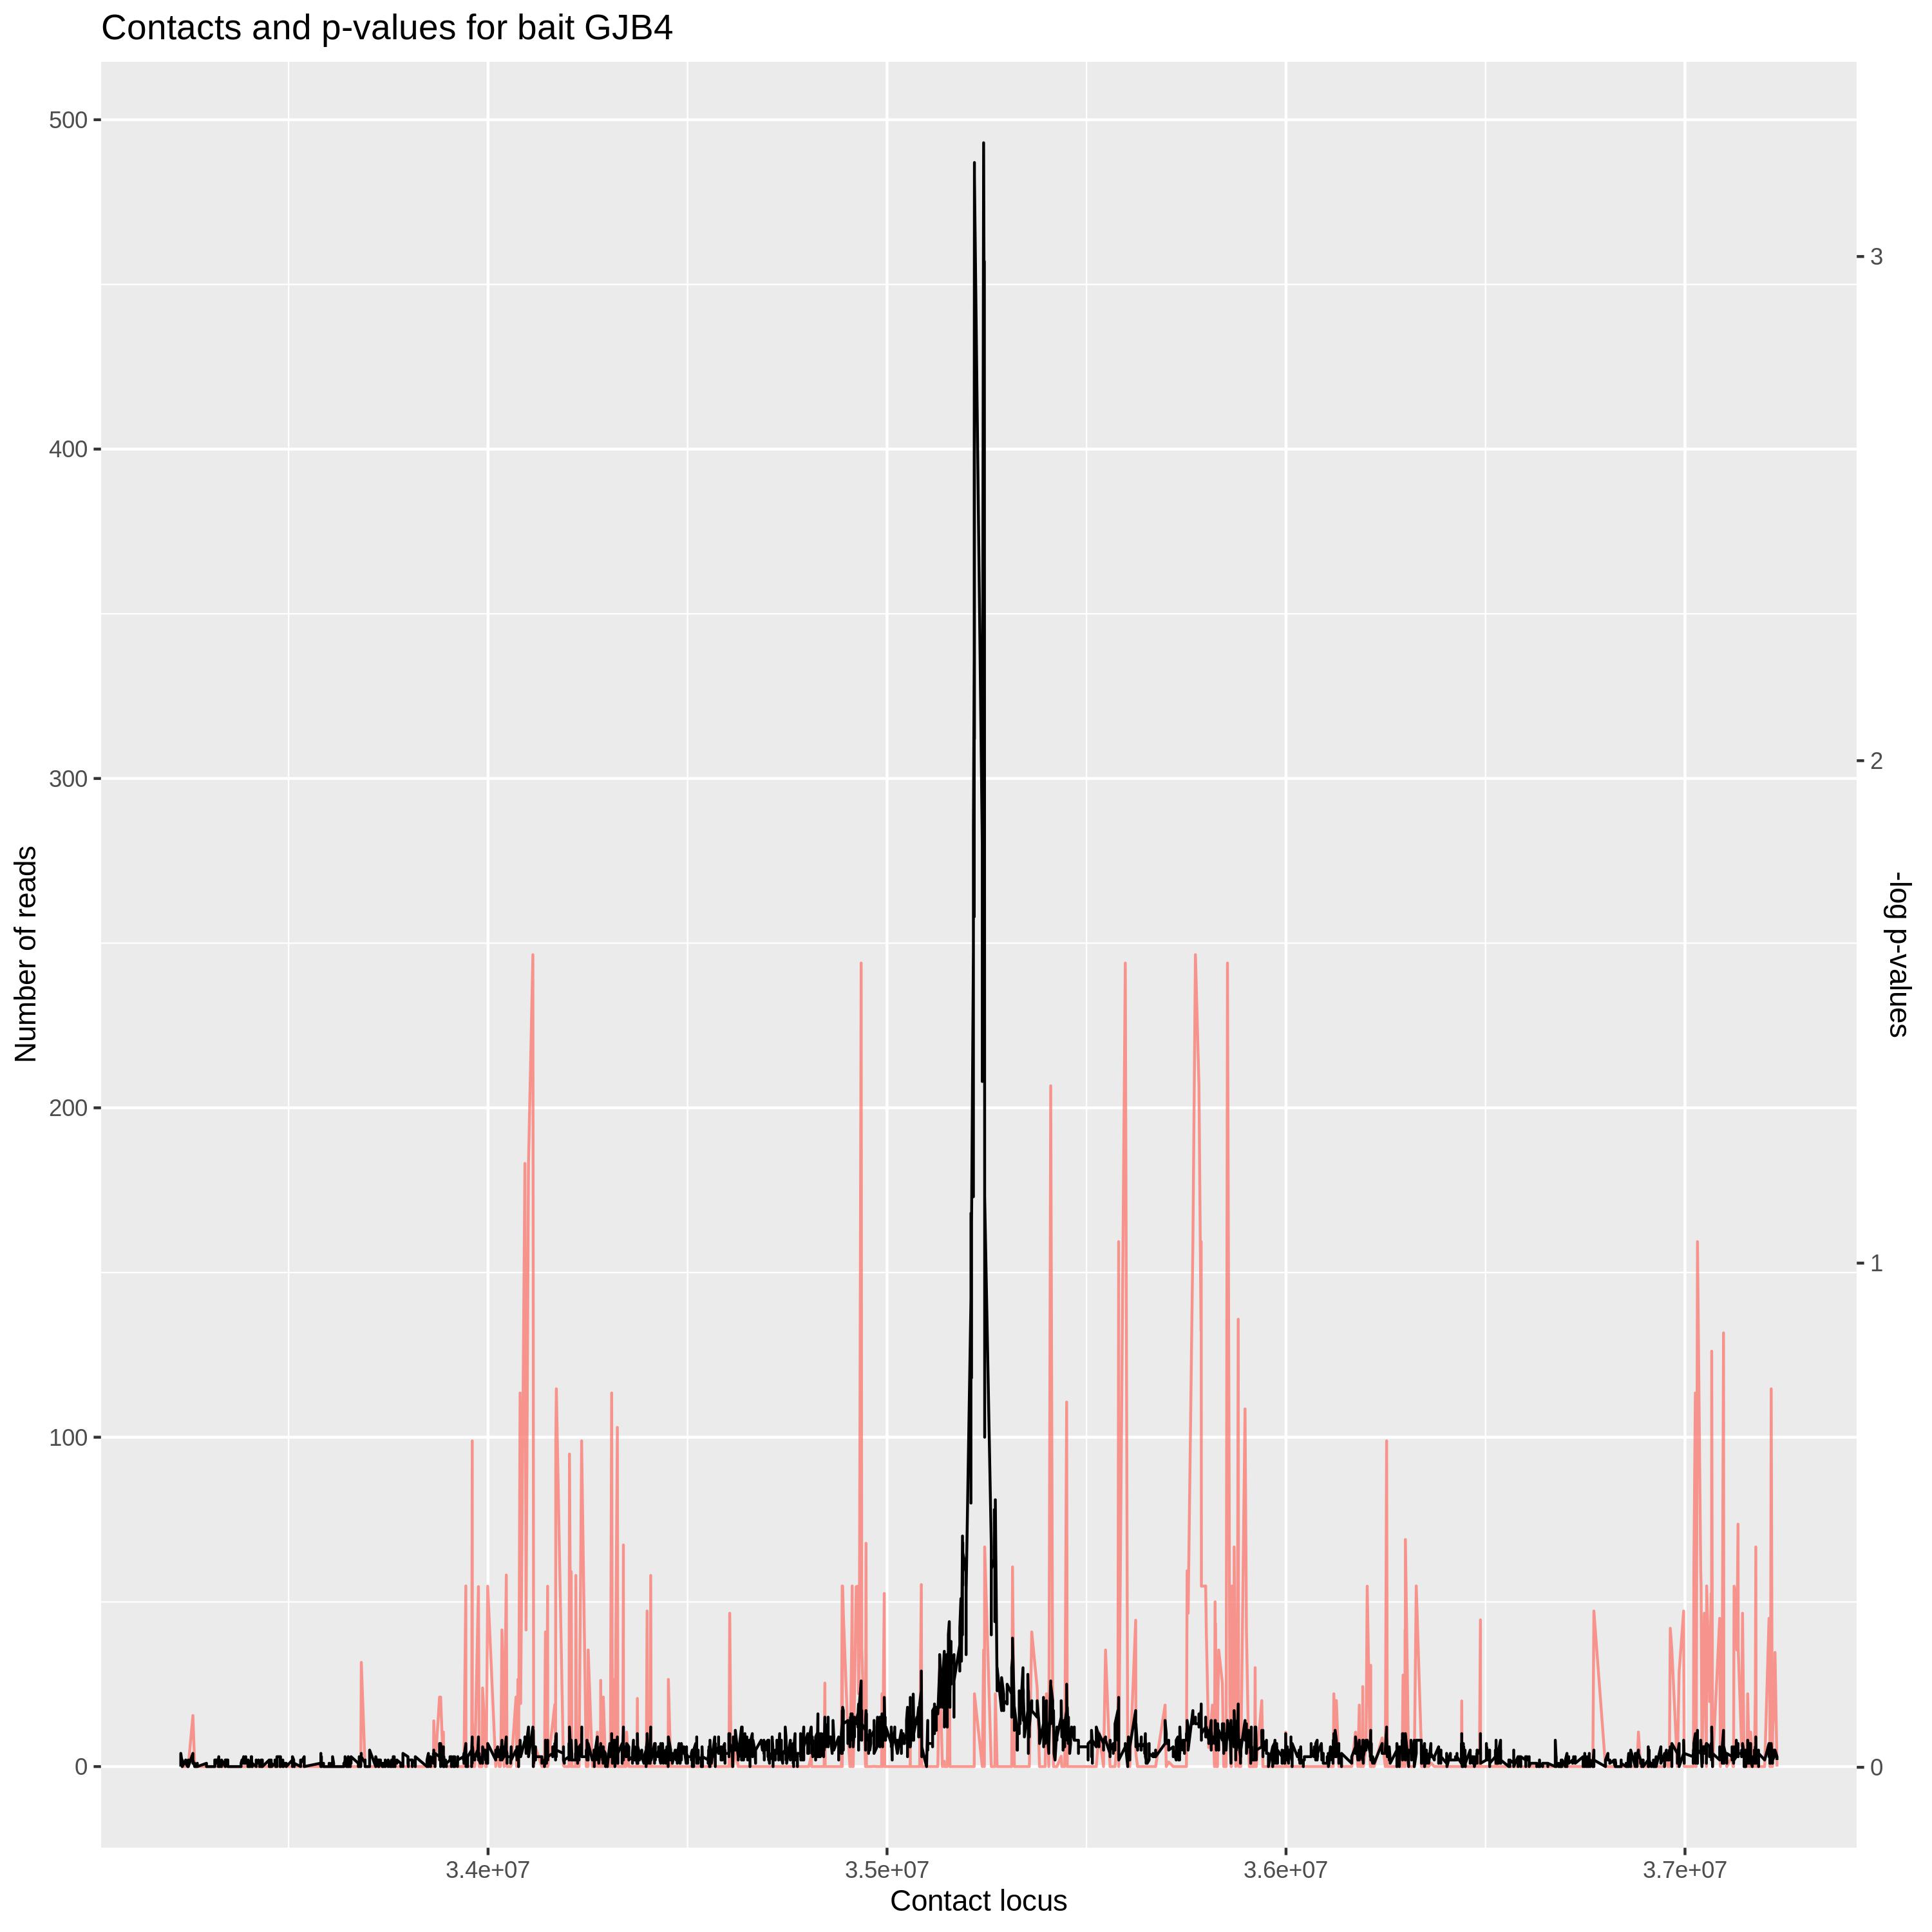 Contacts and p-values for bait GJB4
500
400
300
200
100
0
Number of reads
3
2
1
0
-log p-values
3.4e+07 3.5e+07 3.6e+07 3.7e+07
Contact locus